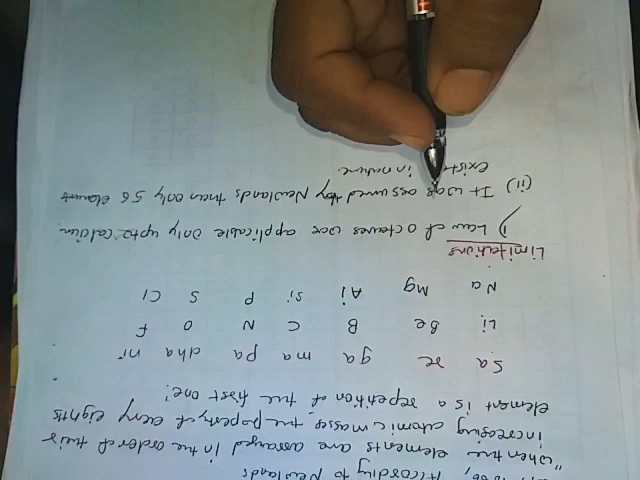 According to Newlands
"when the elements are arranged in the order of their
increasing atomic masses the property of every eights
element is a repetition of the first one".
Sa re ga ma pa dha ni
Li Be B C N O F
Na Mg Al Si P S Cl
Limitations
i) Law of octaves was applicable only upto calcium
(ii) It was assumed by Newlands than only 56 elements
exist in nature